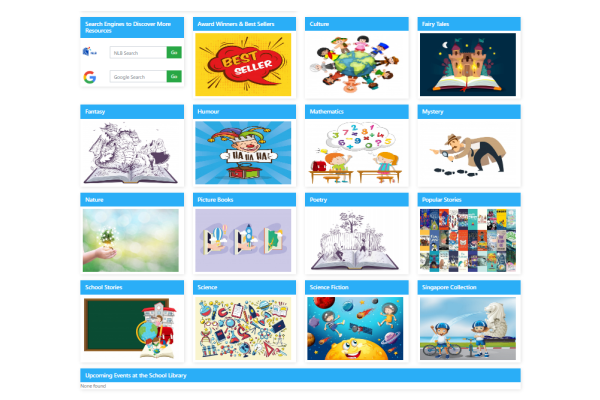 Search Engines to Discover More
Resources
NLB Search
Go
Google Search
Go
Award Winners & Best Sellers
BEST
SELLER
Culture
Fairy Tales
Fantasy
Humour
HA HA HA
Mathematics
Mystery
Nature
Picture Books
Poetry
Popular Stories
School Stories
Science
Science Fiction
Singapore Collection
Upcoming Events at the School Library
None found